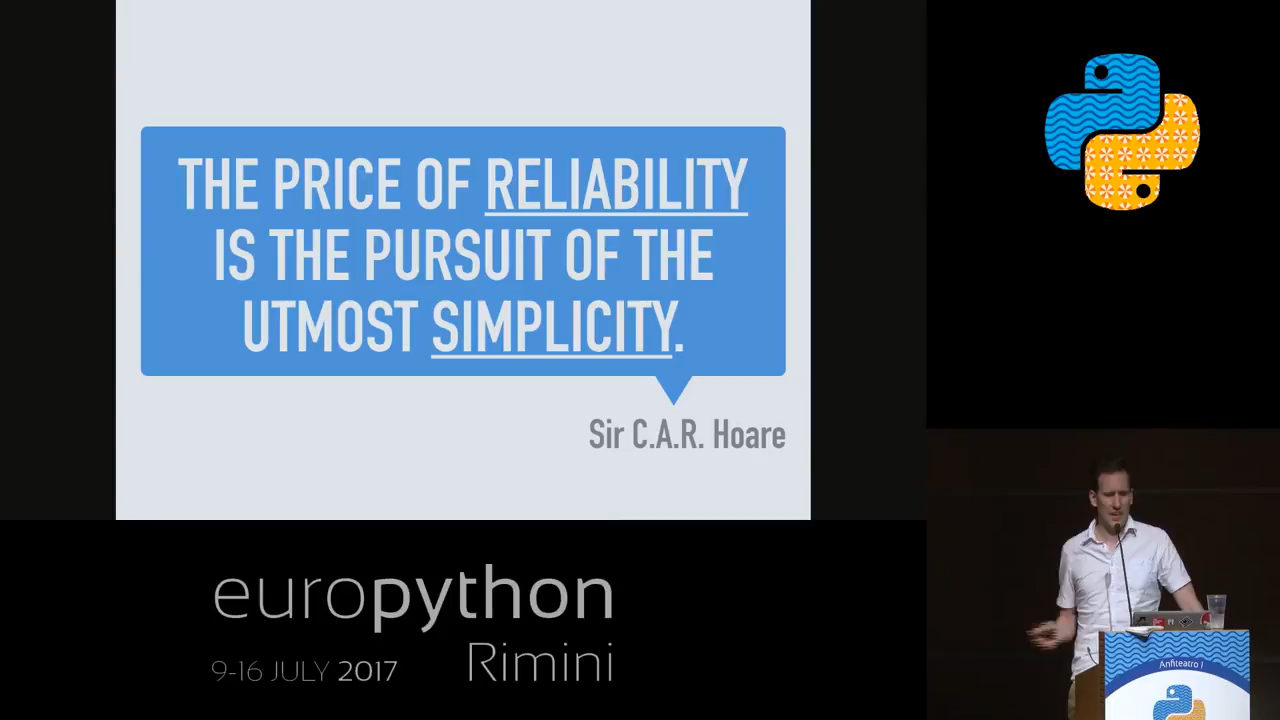 THE PRICE OF RELIABILITY
IS THE PURSUIT OF THE
UTMOST SIMPLICITY.
Sir C.A.R. Hoare
europython
9-16 JULY 2017 Rimini
Anfiteatro 1